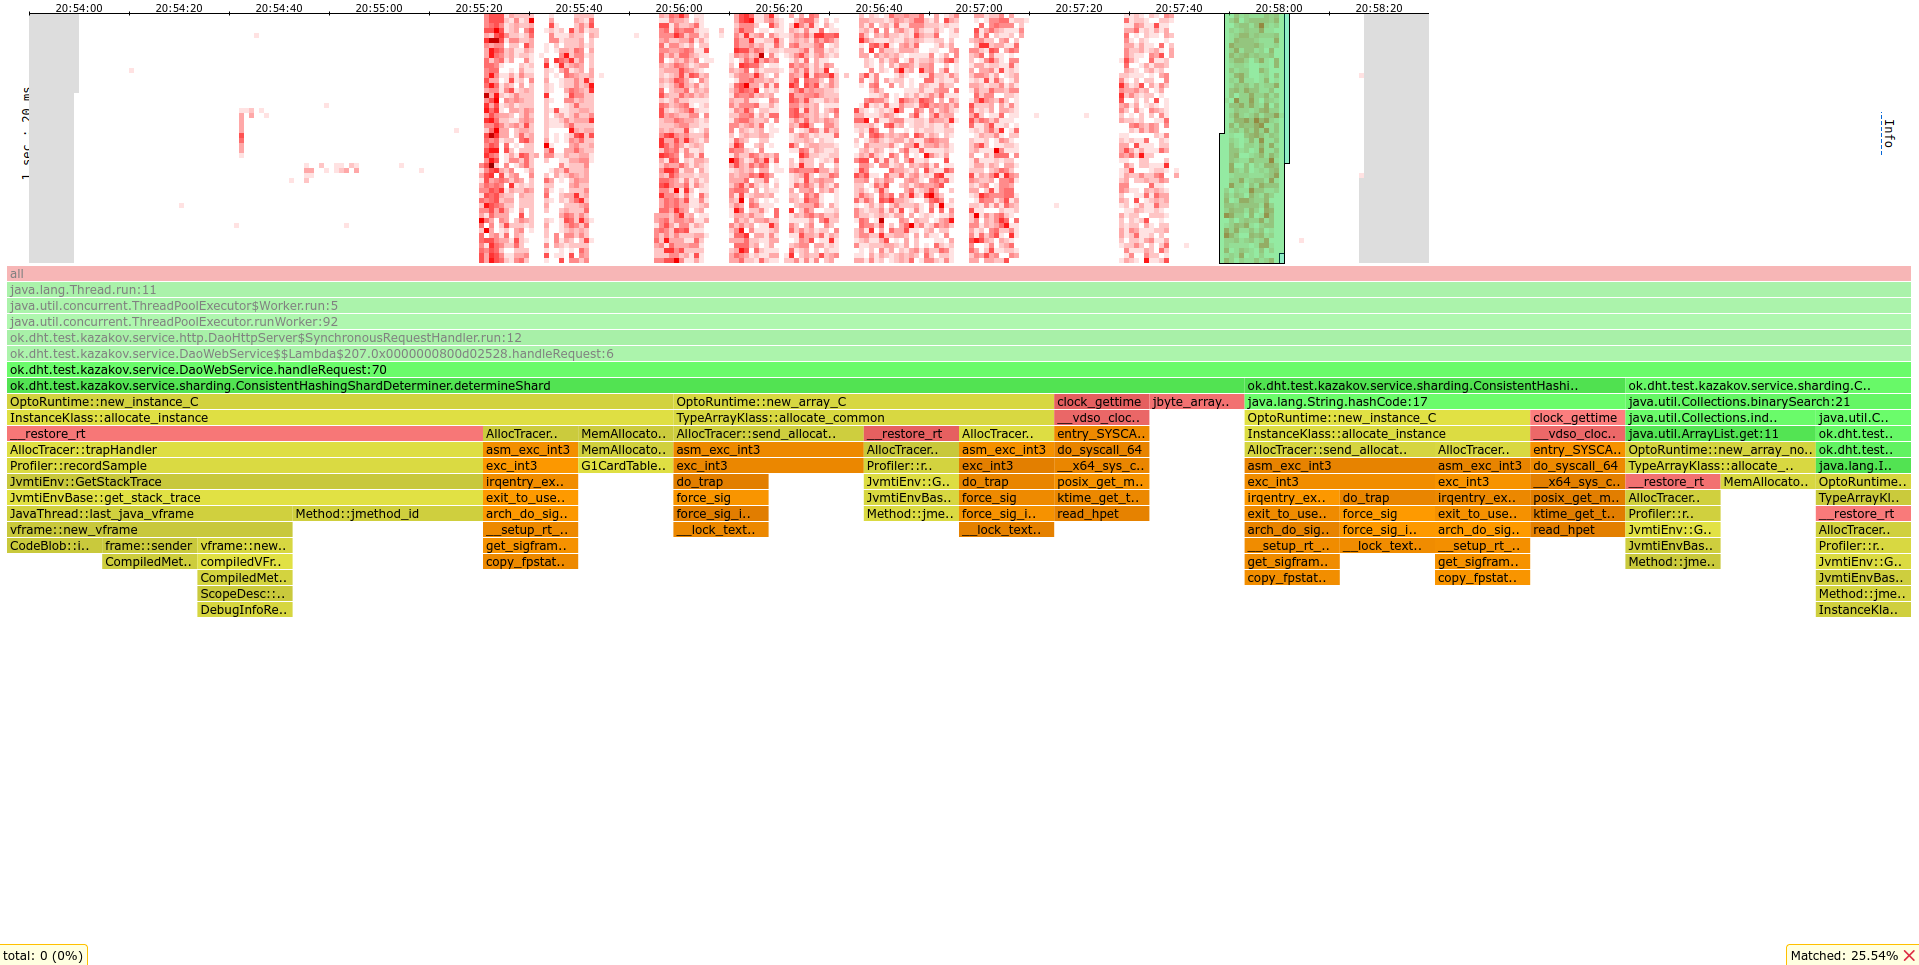 20:54:00 20:54:20 20:54:40 20:55:00 20:55:20 20:55:40 20:56:00 20:56:20 20:56:40 20:57:00 20:57:20 20:57:40 20:58:00 20:58:20
1 sec : 20 ms
Info
all
java.lang.Thread.run:11
java.util.concurrent.ThreadPoolExecutor$Worker.run:5
java.util.concurrent.ThreadPoolExecutor.runWorker:92
ok.dht.test.kazakov.service.http.DaoHttpServer$SynchronousRequestHandler.run:12
ok.dht.test.kazakov.service.DaoWebService$$Lambda$207.0x0000000800d02528.handleRequest:6
ok.dht.test.kazakov.service.DaoWebService.handleRequest:70
ok.dht.test.kazakov.service.sharding.ConsistentHashingShardDeterminer.determineShard ok.dht.test.kazakov.service.sharding.ConsistentHashi.. ok.dht.test.kazakov.service.sharding.C..
OptoRuntime::new_instance_C OptoRuntime::new_array_C clock_gettime jbyte_array.. java.lang.String.hashCode:17 java.util.Collections.binarySearch:21
InstanceKlass::allocate_instance TypeArrayKlass::allocate_common __vdso_cloc.. OptoRuntime::new_instance_C clock_gettime java.util.Collections.ind.. java.util.C..
__restore_rt AllocTracer.. MemAllocato.. AllocTracer::send_allocat.. __restore_rt AllocTracer.. entry_SYSCA.. InstanceKlass::allocate_instance __vdso_cloc.. java.util.ArrayList.get:11 ok.dht.test..
AllocTracer::trapHandler asm_exc_int3 MemAllocato.. asm_exc_int3 AllocTracer.. asm_exc_int3 do_syscall_64 AllocTracer::send_allocat.. AllocTracer.. entry_SYSCA.. OptoRuntime::new_array_no.. ok.dht.test..
Profiler::recordSample exc_int3 G1CardTable.. exc_int3 Profiler::r.. exc_int3 __x64_sys_c.. asm_exc_int3 asm_exc_int3 do_syscall_64 TypeArrayKlass::allocate_.. java.lang.I..
JvmtiEnv::GetStackTrace irqentry_ex.. do_trap JvmtiEnv::G.. do_trap posix_get_m.. exc_int3 exc_int3 __x64_sys_c.. __restore_rt MemAllocato.. OptoRuntime..
JvmtiEnvBase::get_stack_trace exit_to_use.. force_sig JvmtiEnvBas.. force_sig ktime_get_t.. irqentry_ex.. do_trap irqentry_ex.. posix_get_m.. AllocTracer.. TypeArrayKl..
JavaThread::last_java_vframe Method::jmethod_id arch_do_sig.. force_sig_i.. Method::jme.. force_sig_i.. read_hpet exit_to_use.. force_sig exit_to_use.. ktime_get_t.. Profiler::r.. __restore_rt
vframe::new_vframe __setup_rt_.. __lock_text.. __lock_text.. arch_do_sig.. force_sig_i.. arch_do_sig.. read_hpet JvmtiEnv::G.. AllocTracer..
CodeBlob::i.. frame::sender vframe::new.. get_sigfram.. __setup_rt_.. __lock_text.. __setup_rt_.. JvmtiEnvBas.. Profiler::r..
CompiledMet.. compiledVFr.. copy_fpstat.. get_sigfram.. get_sigfram.. Method::jme.. JvmtiEnv::G..
CompiledMet.. copy_fpstat.. copy_fpstat.. JvmtiEnvBas..
ScopeDesc::.. Method::jme..
DebugInfoRe.. InstanceKla..
total: 0 (0%)
Matched: 25.54%